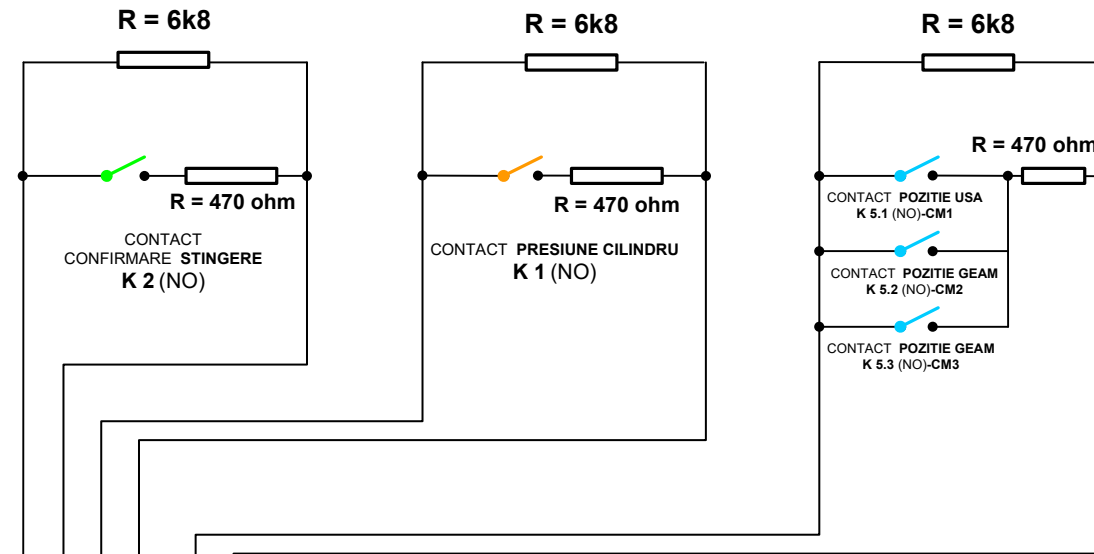 R = 6k8
R = 470 ohm
CONTACT
CONFIRMARE STINGERE
K 2 (NO)
R = 6k8
R = 470 ohm
CONTACT PRESIUNE CILINDRU
K 1 (NO)
R = 6k8
R = 470 ohm
CONTACT POZITIE USA
K 5.1 (NO)-CM1
CONTACT POZITIE GEAM
K 5.2 (NO)-CM2
CONTACT POZITIE GEAM
K 5.3 (NO)-CM3